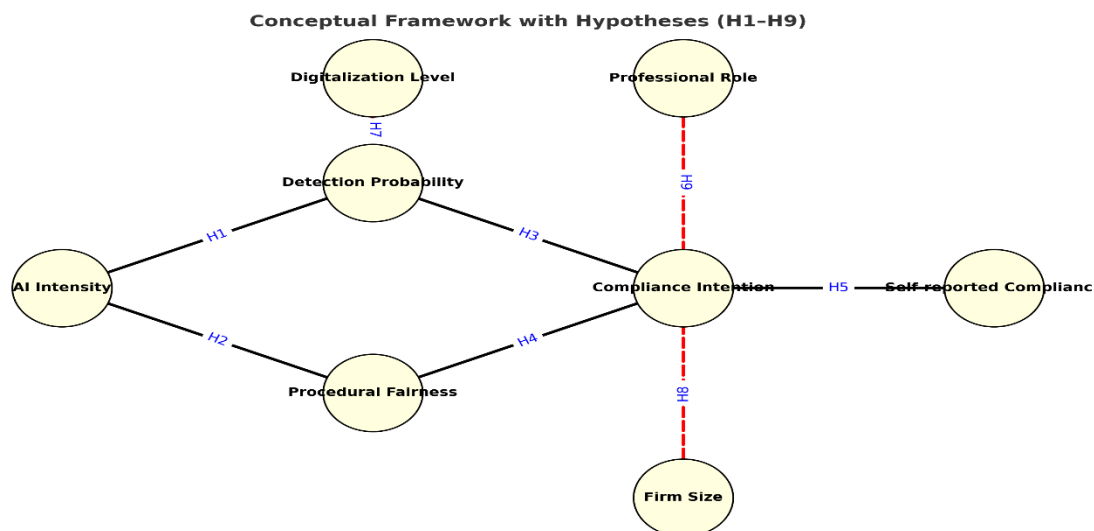 Conceptual Framework with Hypotheses (H1–H9)
Digitalization Level
Professional Role
H7
Detection Probability
H9
H1
H3
AI Intensity
Compliance Intention
H5
Self-reported Complianc
H2
H4
Procedural Fairness
H8
Firm Size